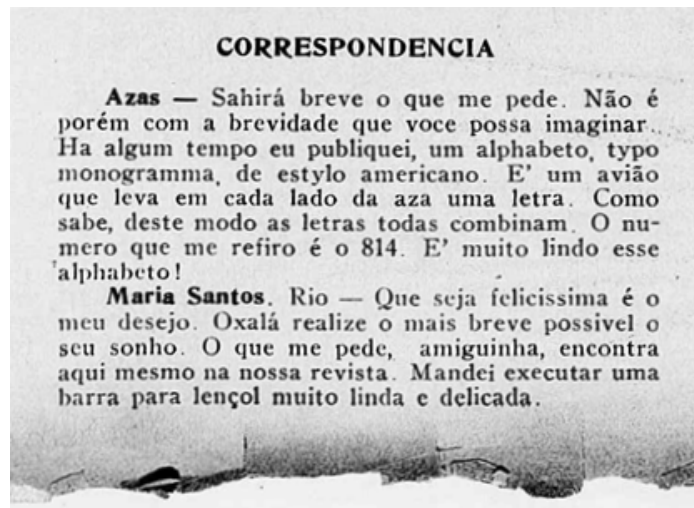 CORRESPONDENCIA
Azas — Sahirá breve o que me pede. Não é
porém com a brevidade que voce possa imaginar.
Ha algum tempo eu publiquei, um alphabeto, typo
monogramma, de estylo americano. E' um avião
que leva em cada lado da aza uma letra. Como
sabe, deste modo as letras todas combinam. O nu-
mero que me refiro é o 814. E' muito lindo esse
alphabeto!
Maria Santos. Rio — Que seja felicissima é o
meu desejo. Oxalá realize o mais breve possivel o
seu sonho. O que me pede, amiguinha, encontra
aqui mesmo na nossa revista. Mandei executar uma
barra para lençol muito linda e delicada.